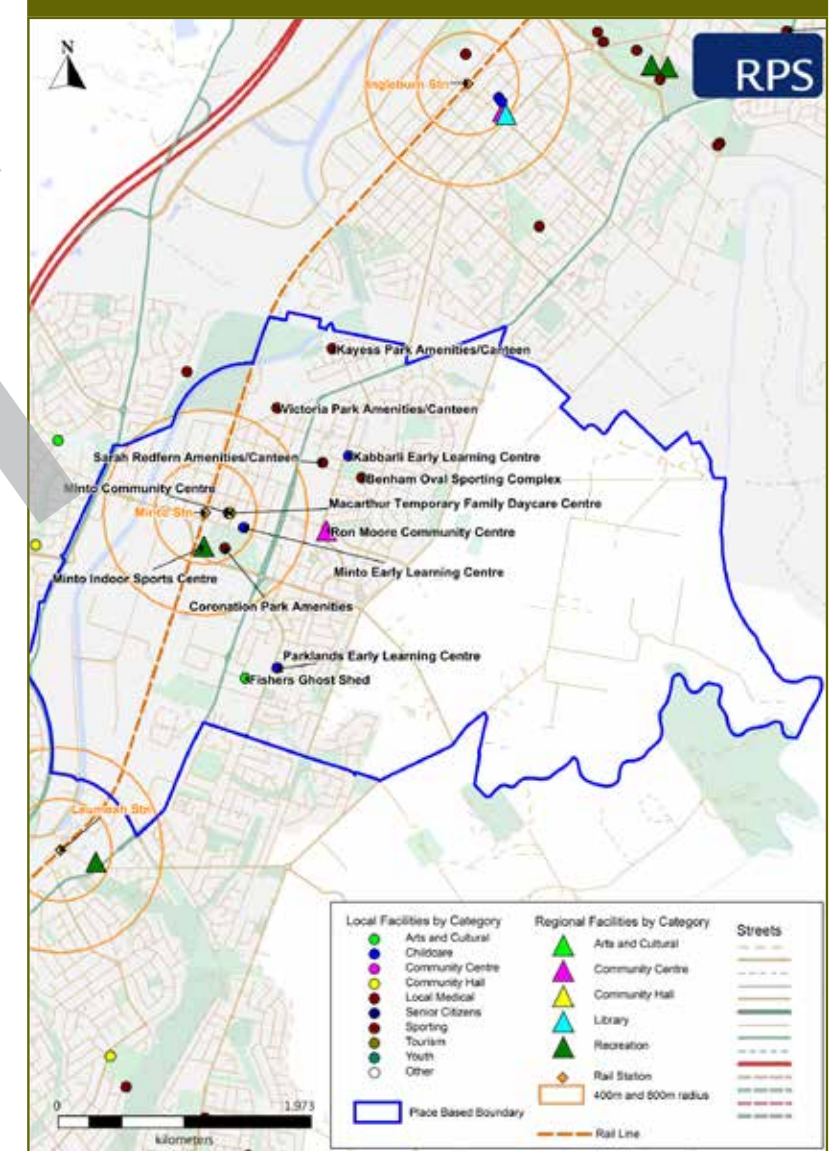 N
RPS
Ingleburn Stn
Kayess Park Amenities/Canteen
Victoria Park Amenities/Canteen
Sarah Redfern Amenities/Canteen
Kabbarli Early Learning Centre
Benham Oval Sporting Complex
Minto Community Centre
Macarthur Temporary Family Daycare Centre
Minto Stn
Ron Moore Community Centre
Minto Early Learning Centre
Minto Indoor Sports Centre
Coronation Park Amenities
Parklands Early Learning Centre
Fishers Ghost Shed
Leumeah Stn
Local Facilities by Category
Arts and Cultural
Childcare
Community Centre
Community Hall
Local Medical
Senior Citizens
Sporting
Tourism
Youth
Other
Place Based Boundary
Regional Facilities by Category
Arts and Cultural
Community Centre
Community Hall
Library
Recreation
Rail Station
400m and 800m radius
Rail Line
Streets
0 1.973
kilometers